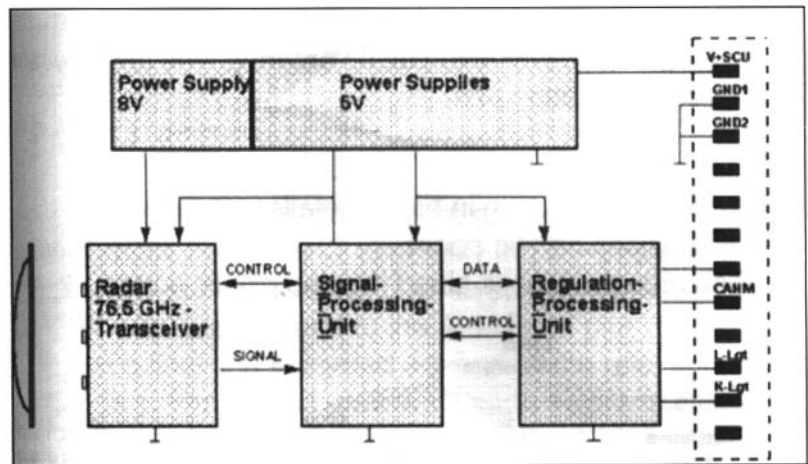 Power Supply
8V
Power Supplies
5V
V+SCU
GND1
GND2
Radar
76,5 GHz -
Transceiver
CONTROL
SIGNAL
Signal-
Processing-
Unit
DATA
CONTROL
Regulation-
Processing-
Unit
CANM
L-Lgt
K-Lgt